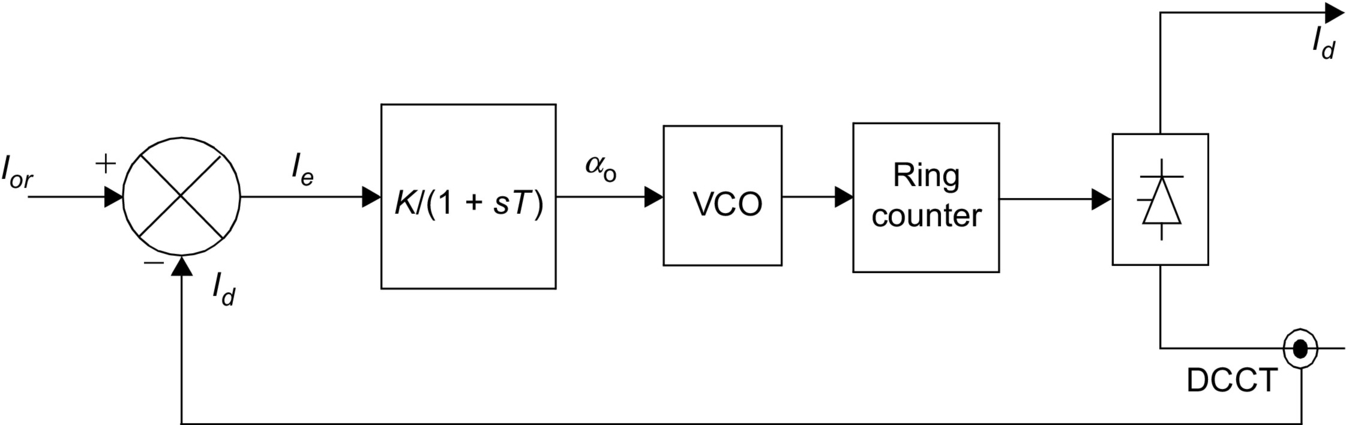 I_or
+
−
I_d
I_e
K/(1 + sT)
α_o
VCO
Ring
counter
I_d
DCCT